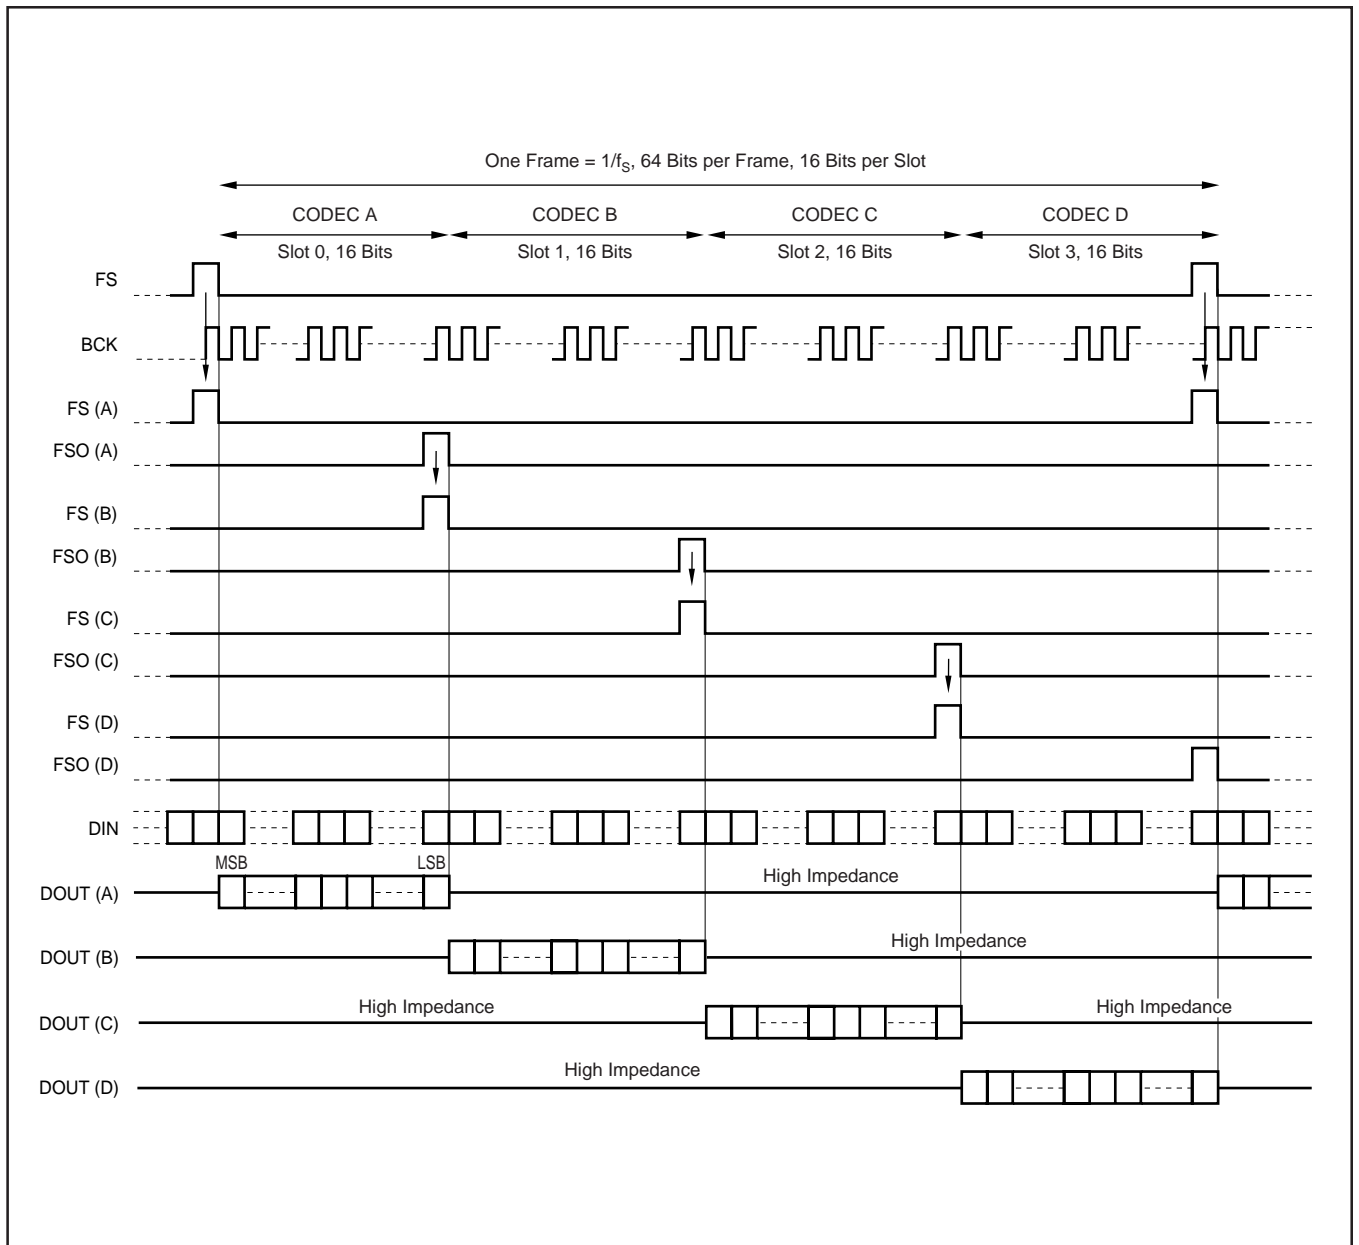 One Frame = 1/fS, 64 Bits per Frame, 16 Bits per Slot
CODEC A CODEC B CODEC C CODEC D
Slot 0, 16 Bits Slot 1, 16 Bits Slot 2, 16 Bits Slot 3, 16 Bits
FS
BCK
FS (A)
FSO (A)
FS (B)
FSO (B)
FS (C)
FSO (C)
FS (D)
FSO (D)
DIN
MSB LSB
DOUT (A) High Impedance
DOUT (B) High Impedance
DOUT (C) High Impedance High Impedance
DOUT (D) High Impedance